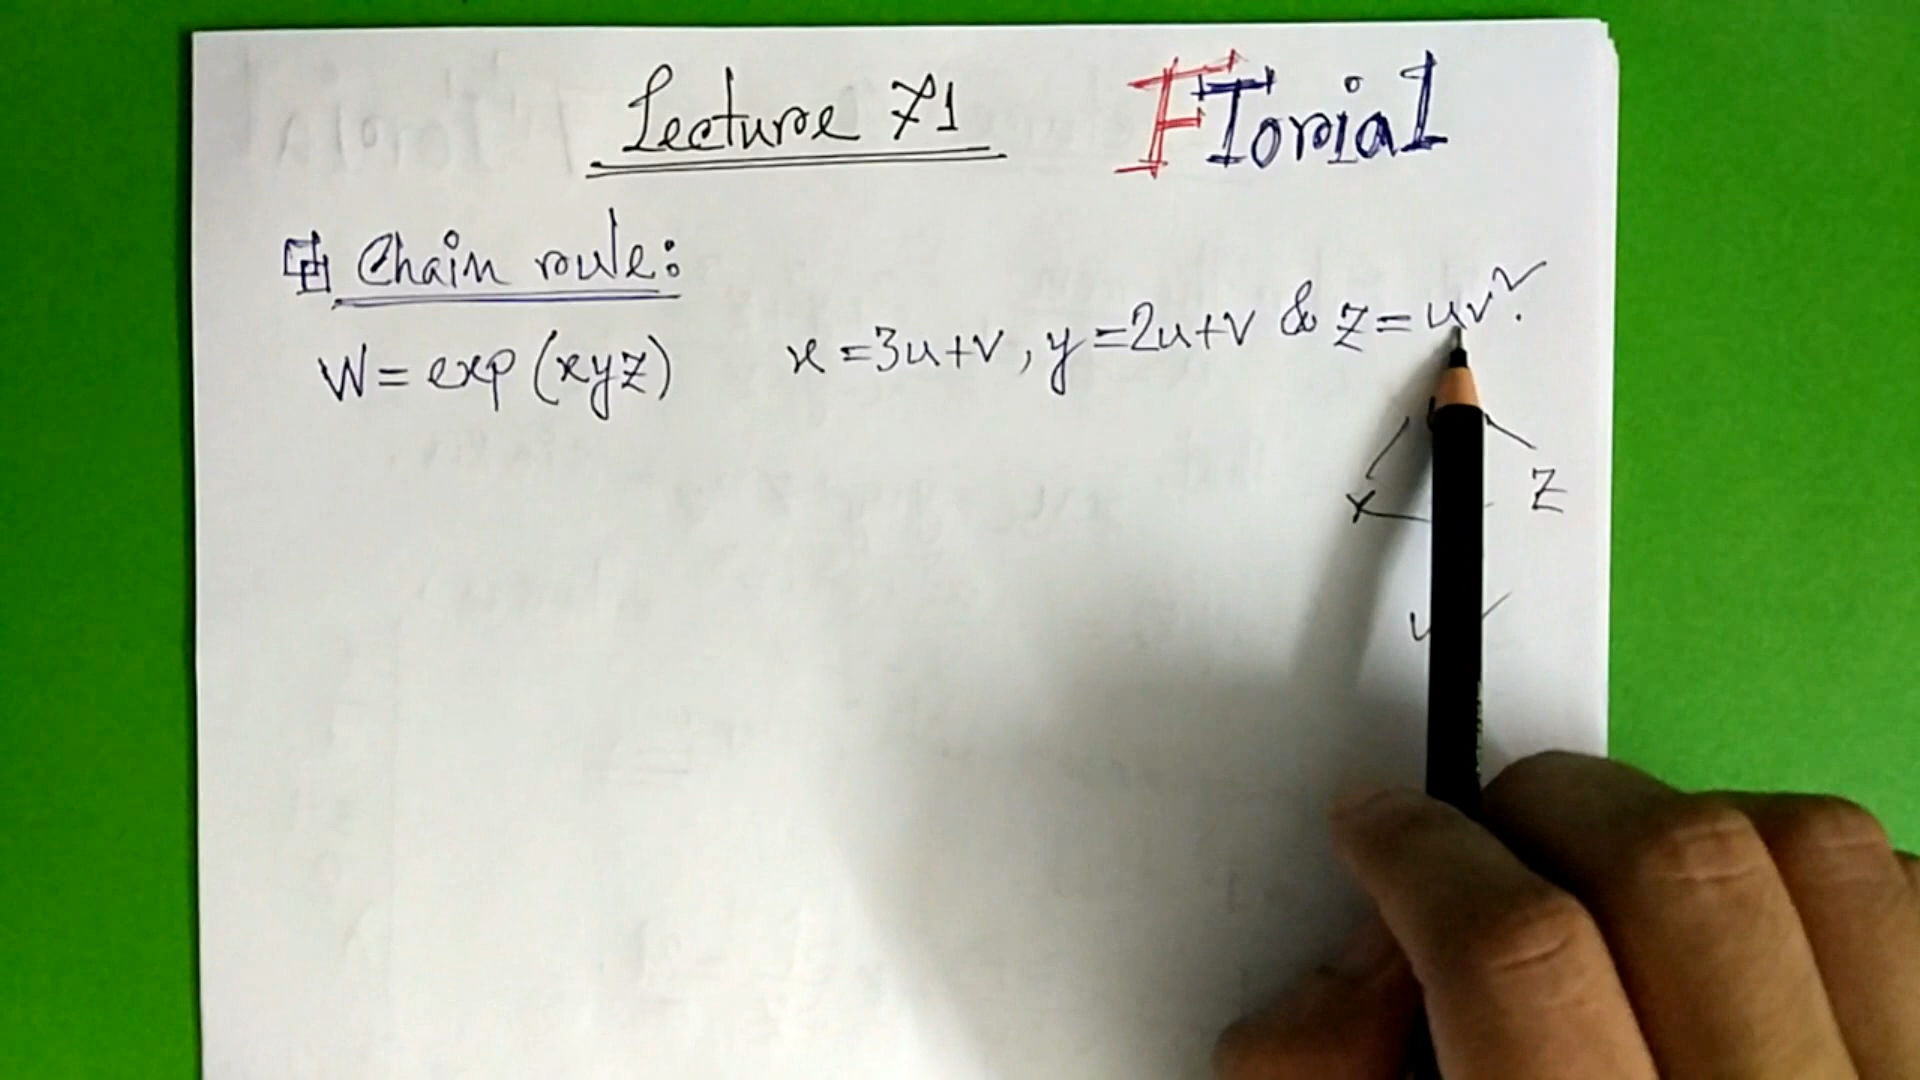 Lecture 71
FTorial
Chain rule:
W = exp (xyz)
x = 3u+v, y = 2u+v & z = uv².
x
z
u